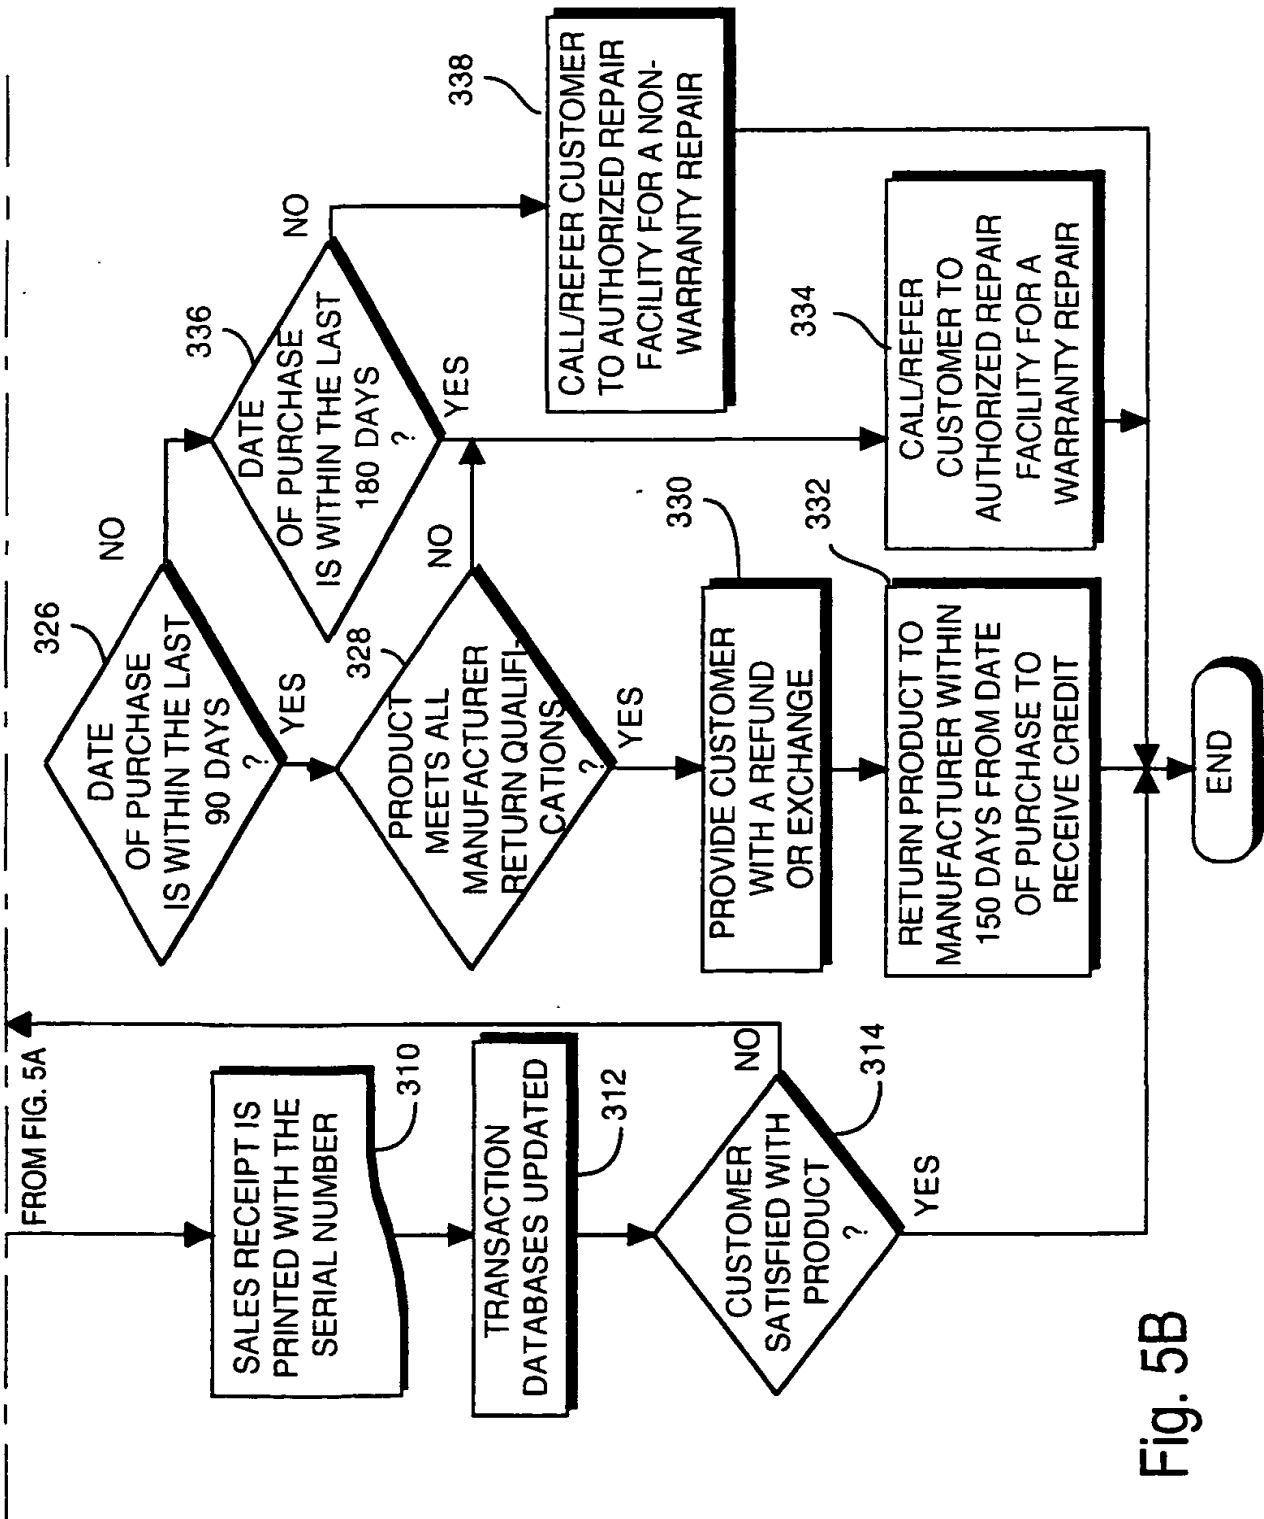 FROM FIG. 5A
SALES RECEIPT IS
PRINTED WITH THE
SERIAL NUMBER
310
TRANSACTION
DATABASES UPDATED
312
CUSTOMER
SATISFIED WITH
PRODUCT
?
314
NO
YES
DATE
OF PURCHASE
IS WITHIN THE LAST
90 DAYS
?
326
NO
YES
PRODUCT
MEETS ALL
MANUFACTURER
RETURN QUALIFI-
CATIONS
?
328
NO
YES
PROVIDE CUSTOMER
WITH A REFUND
OR EXCHANGE
330
RETURN PRODUCT TO
MANUFACTURER WITHIN
150 DAYS FROM DATE
OF PURCHASE TO
RECEIVE CREDIT
332
DATE
OF PURCHASE
IS WITHIN THE LAST
180 DAYS
?
336
NO
YES
CALL/REFER CUSTOMER
TO AUTHORIZED REPAIR
FACILITY FOR A NON-
WARRANTY REPAIR
338
CALL/REFER
CUSTOMER TO
AUTHORIZED REPAIR
FACILITY FOR A
WARRANTY REPAIR
334
END
Fig. 5B